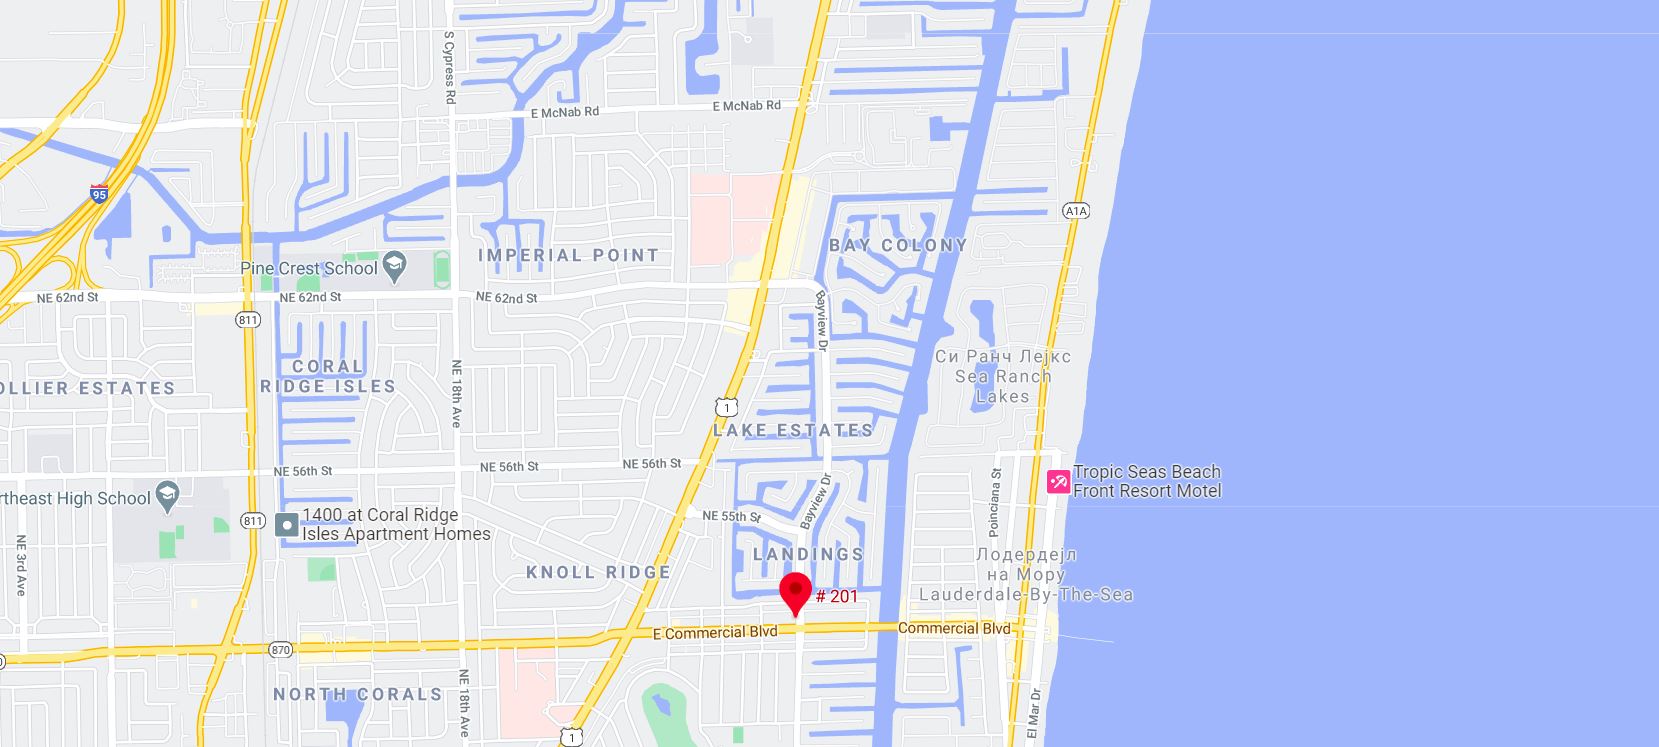 S Cypress Rd
E McNab Rd
E McNab Rd
95
A1A
BAY COLONY
IMPERIAL POINT
Pine Crest School
NE 62nd St
NE 62nd St
NE 62nd St
811
Bayview Dr
Си Ранч Лејкс
Sea Ranch
Lakes
CORAL
RIDGE ISLES
OLLIER ESTATES
NE 18th Ave
1
LAKE ESTATES
NE 56th St
NE 56th St
NE 56th St
Tropic Seas Beach
Front Resort Motel
Poinciana St
Bayview Dr
rtheast High School
811
1400 at Coral Ridge
Isles Apartment Homes
NE 55th St
LANDINGS
Лодердејл
на Мору
Lauderdale-By-The-Sea
NE 3rd Ave
KNOLL RIDGE
# 201
E Commercial Blvd
Commercial Blvd
870
0
NORTH CORALS
NE 18th Ave
El Mar Dr
1